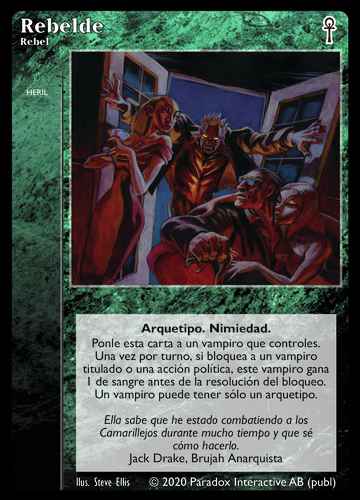 Rebelde
Rebel
HERIL
Arquetipo. Nimiedad.
Ponle esta carta a un vampiro que controles.
Una vez por turno, si bloquea a un vampiro
titulado o una acción política, este vampiro gana
1 de sangre antes de la resolución del bloqueo.
Un vampiro puede tener sólo un arquetipo.
Ella sabe que he estado combatiendo a los
Camarillejos durante mucho tiempo y que sé
cómo hacerlo.
Jack Drake, Brujah Anarquista
Ilus. Steve Ellis © 2020 Paradox Interactive AB (publ)